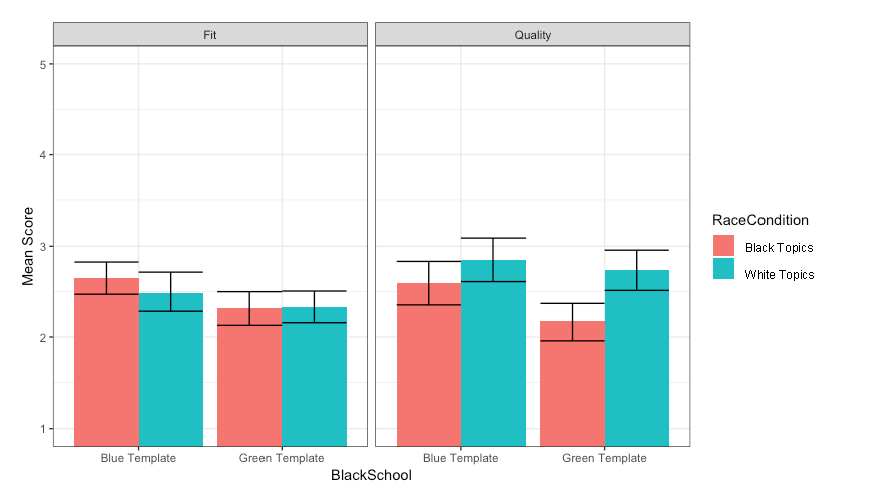 Fit
Quality
5
4
3
2
1
Mean Score
Blue Template
Green Template
Blue Template
Green Template
BlackSchool
RaceCondition
Black Topics
White Topics